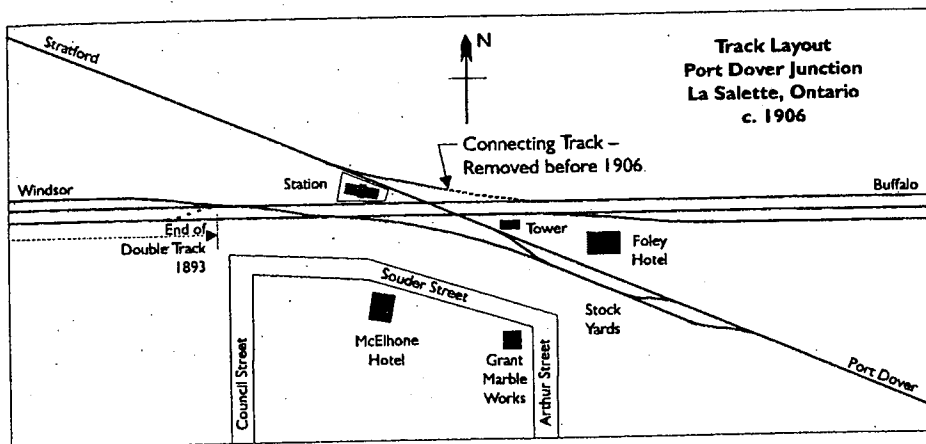 Stratford
N
Track Layout
Port Dover Junction
La Salette, Ontario
c. 1906
Connecting Track –
Removed before 1906
Station
Windsor
Buffalo
End of
Double Track
1893
Tower
Foley
Hotel
Souder Street
McElhone
Hotel
Council Street
Grant
Marble
Works
Arthur Street
Stock
Yards
Port Dover